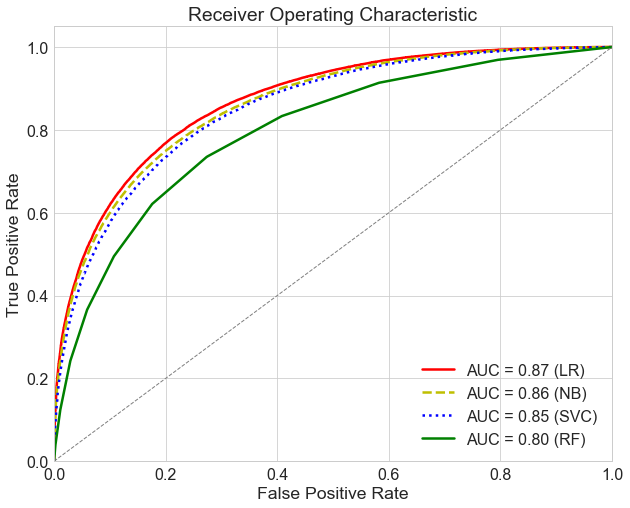 Receiver Operating Characteristic
True Positive Rate
1.0
0.8
0.6
0.4
0.2
0.0
AUC = 0.87 (LR)
AUC = 0.86 (NB)
AUC = 0.85 (SVC)
AUC = 0.80 (RF)
0.0 0.2 0.4 0.6 0.8 1.0
False Positive Rate